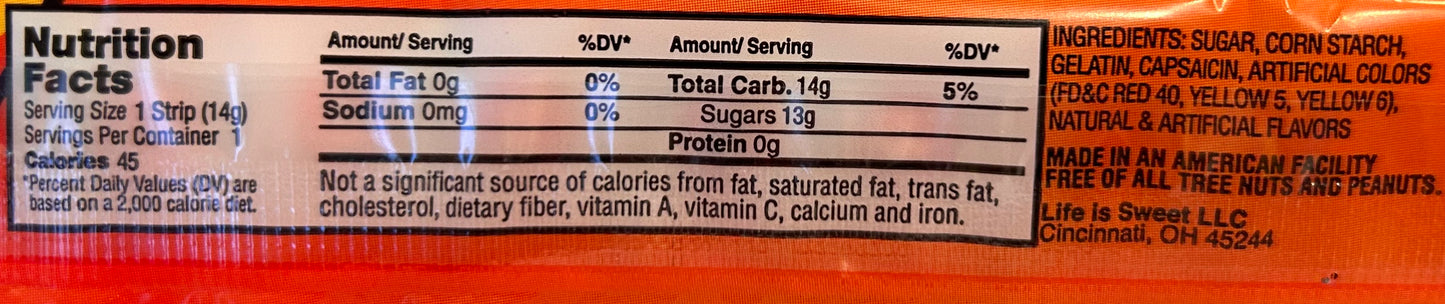 Nutrition
Facts
Serving Size 1 Strip (14g)
Servings Per Container 1
Calories 45
*Percent Daily Values (DV) are
based on a 2,000 calorie diet.
Amount/ Serving %DV* Amount/ Serving %DV*
Total Fat 0g 0% Total Carb. 14g 5%
Sodium 0mg 0% Sugars 13g
Protein 0g
Not a significant source of calories from fat, saturated fat, trans fat,
cholesterol, dietary fiber, vitamin A, vitamin C, calcium and iron.
INGREDIENTS: SUGAR, CORN STARCH,
GELATIN, CAPSAICIN, ARTIFICIAL COLORS
(FD&C RED 40, YELLOW 5, YELLOW 6),
NATURAL & ARTIFICIAL FLAVORS
MADE IN AN AMERICAN FACILITY
FREE OF ALL TREE NUTS AND PEANUTS.
Life is Sweet LLC
Cincinnati, OH 45244